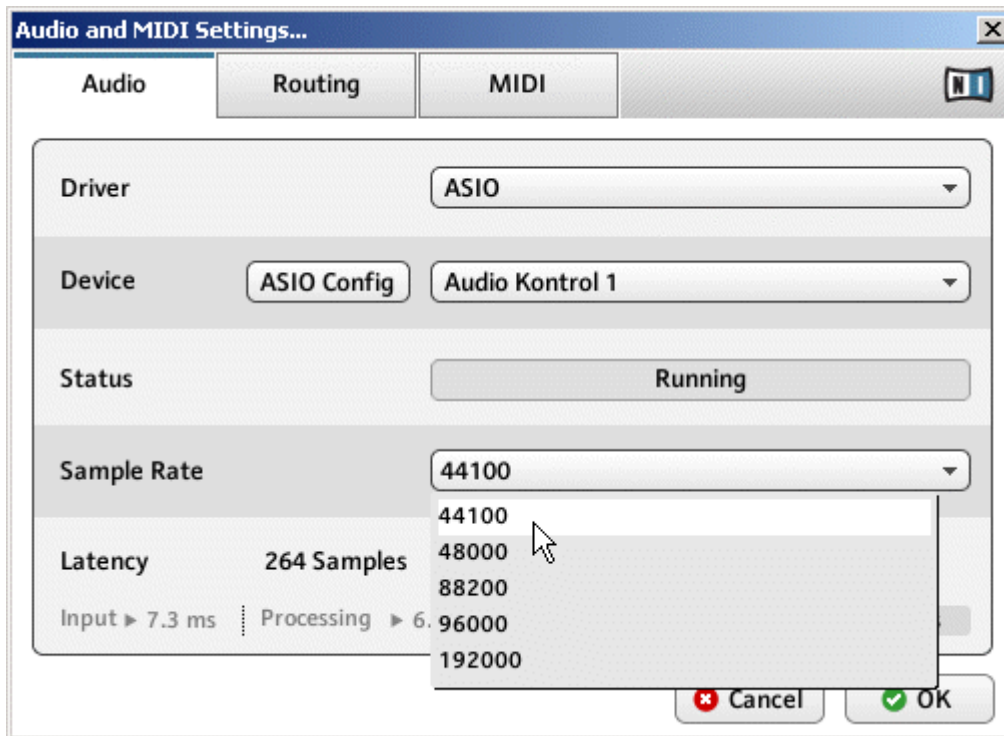 Audio and MIDI Settings...
Audio Routing MIDI NI
Driver ASIO
Device ASIO Config Audio Kontrol 1
Status Running
Sample Rate 44100
44100
Latency 264 Samples 48000
88200
Input ▸ 7.3 ms Processing ▸ 6. 96000
192000
Cancel OK